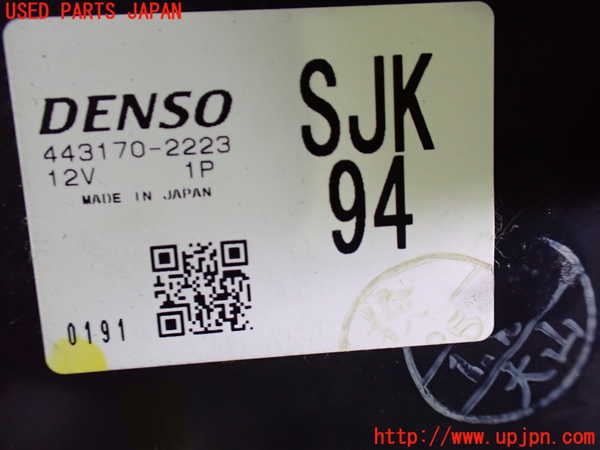 USED PARTS JAPAN
DENSO
443170-2223
12V 1P
MADE IN JAPAN
SJK
94
0191
http://www.upjpn.com/